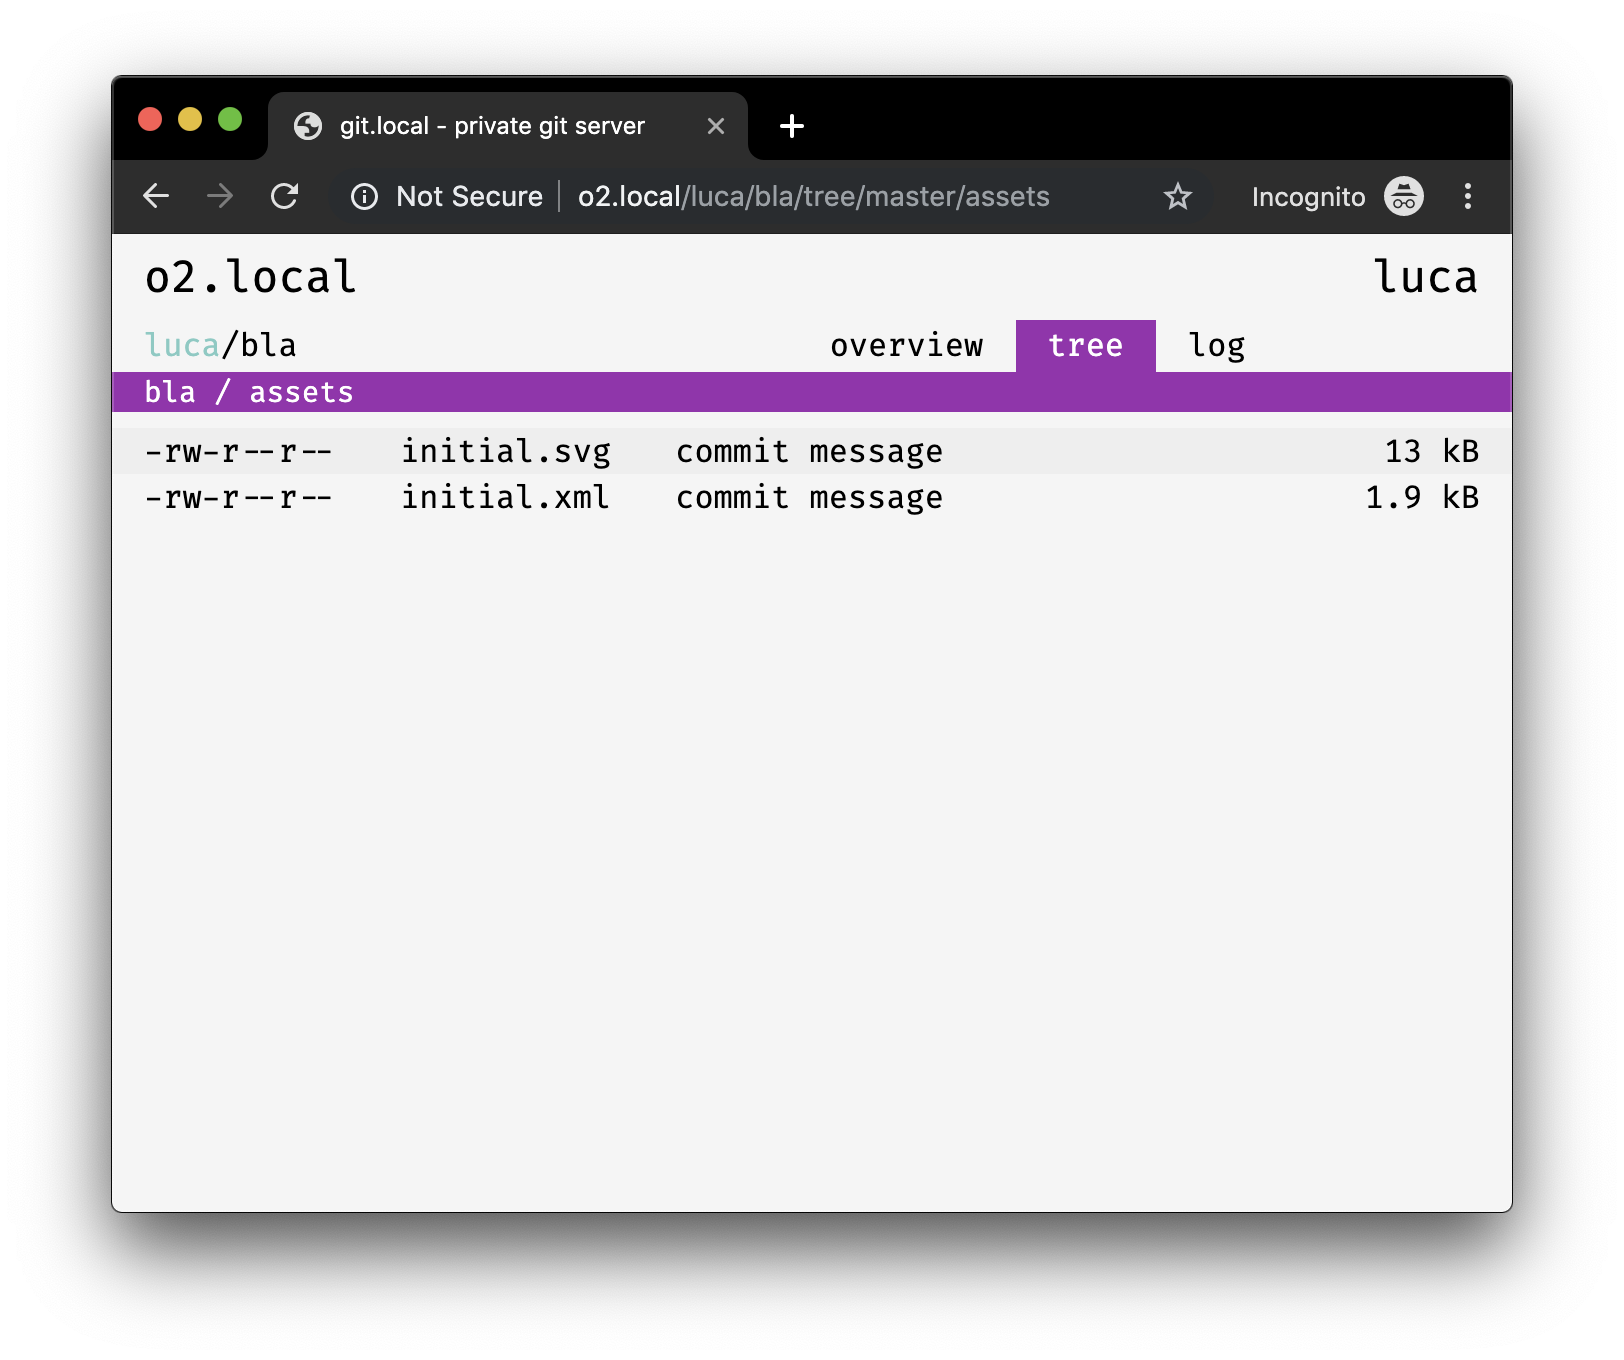 git.local - private git server
Not Secure o2.local/luca/bla/tree/master/assets Incognito
o2.local luca
luca/bla overview tree log
bla / assets
-rw-r--r-- initial.svg commit message 13 kB
-rw-r--r-- initial.xml commit message 1.9 kB